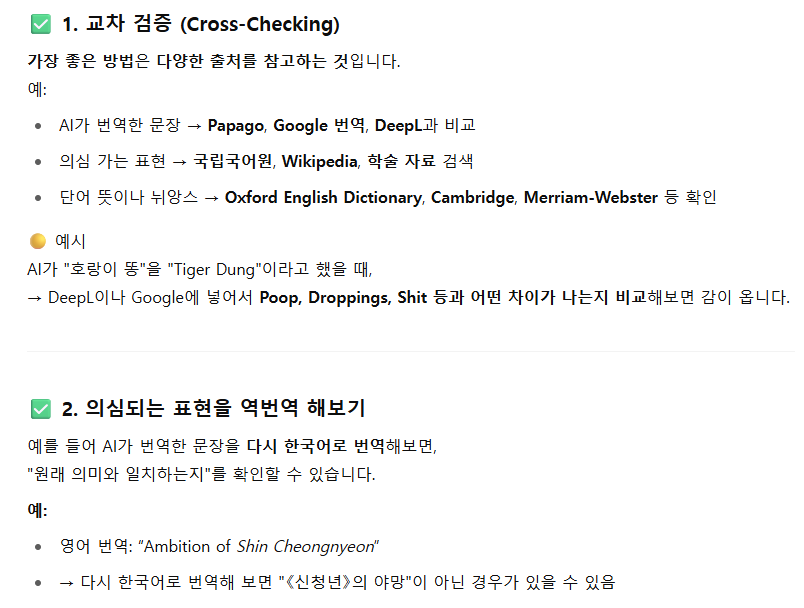 ✅ 1. 교차 검증 (Cross-Checking)
가장 좋은 방법은 다양한 출처를 참고하는 것입니다.
예:
• AI가 번역한 문장 → Papago, Google 번역, DeepL과 비교
• 의심 가는 표현 → 국립국어원, Wikipedia, 학술 자료 검색
• 단어 뜻이나 뉘앙스 → Oxford English Dictionary, Cambridge, Merriam-Webster 등 확인
🟡 예시
AI가 "호랑이 똥"을 "Tiger Dung"이라고 했을 때,
→ DeepL이나 Google에 넣어서 Poop, Droppings, Shit 등과 어떤 차이가 나는지 비교해보면 감이 옵니다.
✅ 2. 의심되는 표현을 역번역 해보기
예를 들어 AI가 번역한 문장을 다시 한국어로 번역해보면,
"원래 의미와 일치하는지"를 확인할 수 있습니다.
예:
• 영어 번역: “Ambition of Shin Cheongnyeon”
• → 다시 한국어로 번역해 보면 "《신청년》의 야망"이 아닌 경우가 있을 수 있음